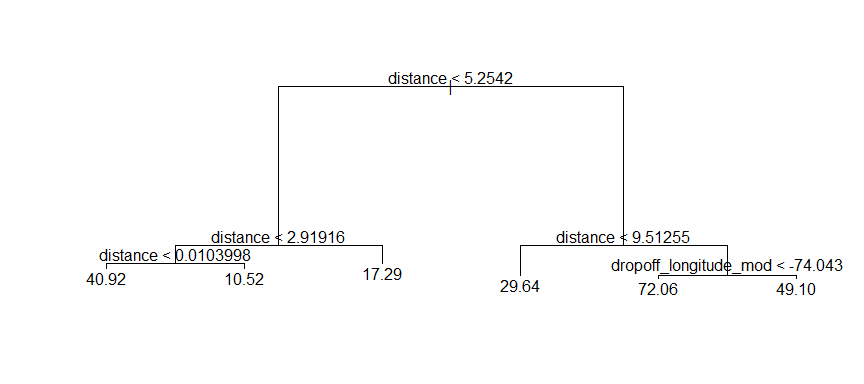 distance < 5.2542
distance < 2.91916
distance < 9.51255
distance < 0.0103998
dropoff_longitude_mod < -74.043
40.92
10.52
17.29
29.64
72.06
49.10